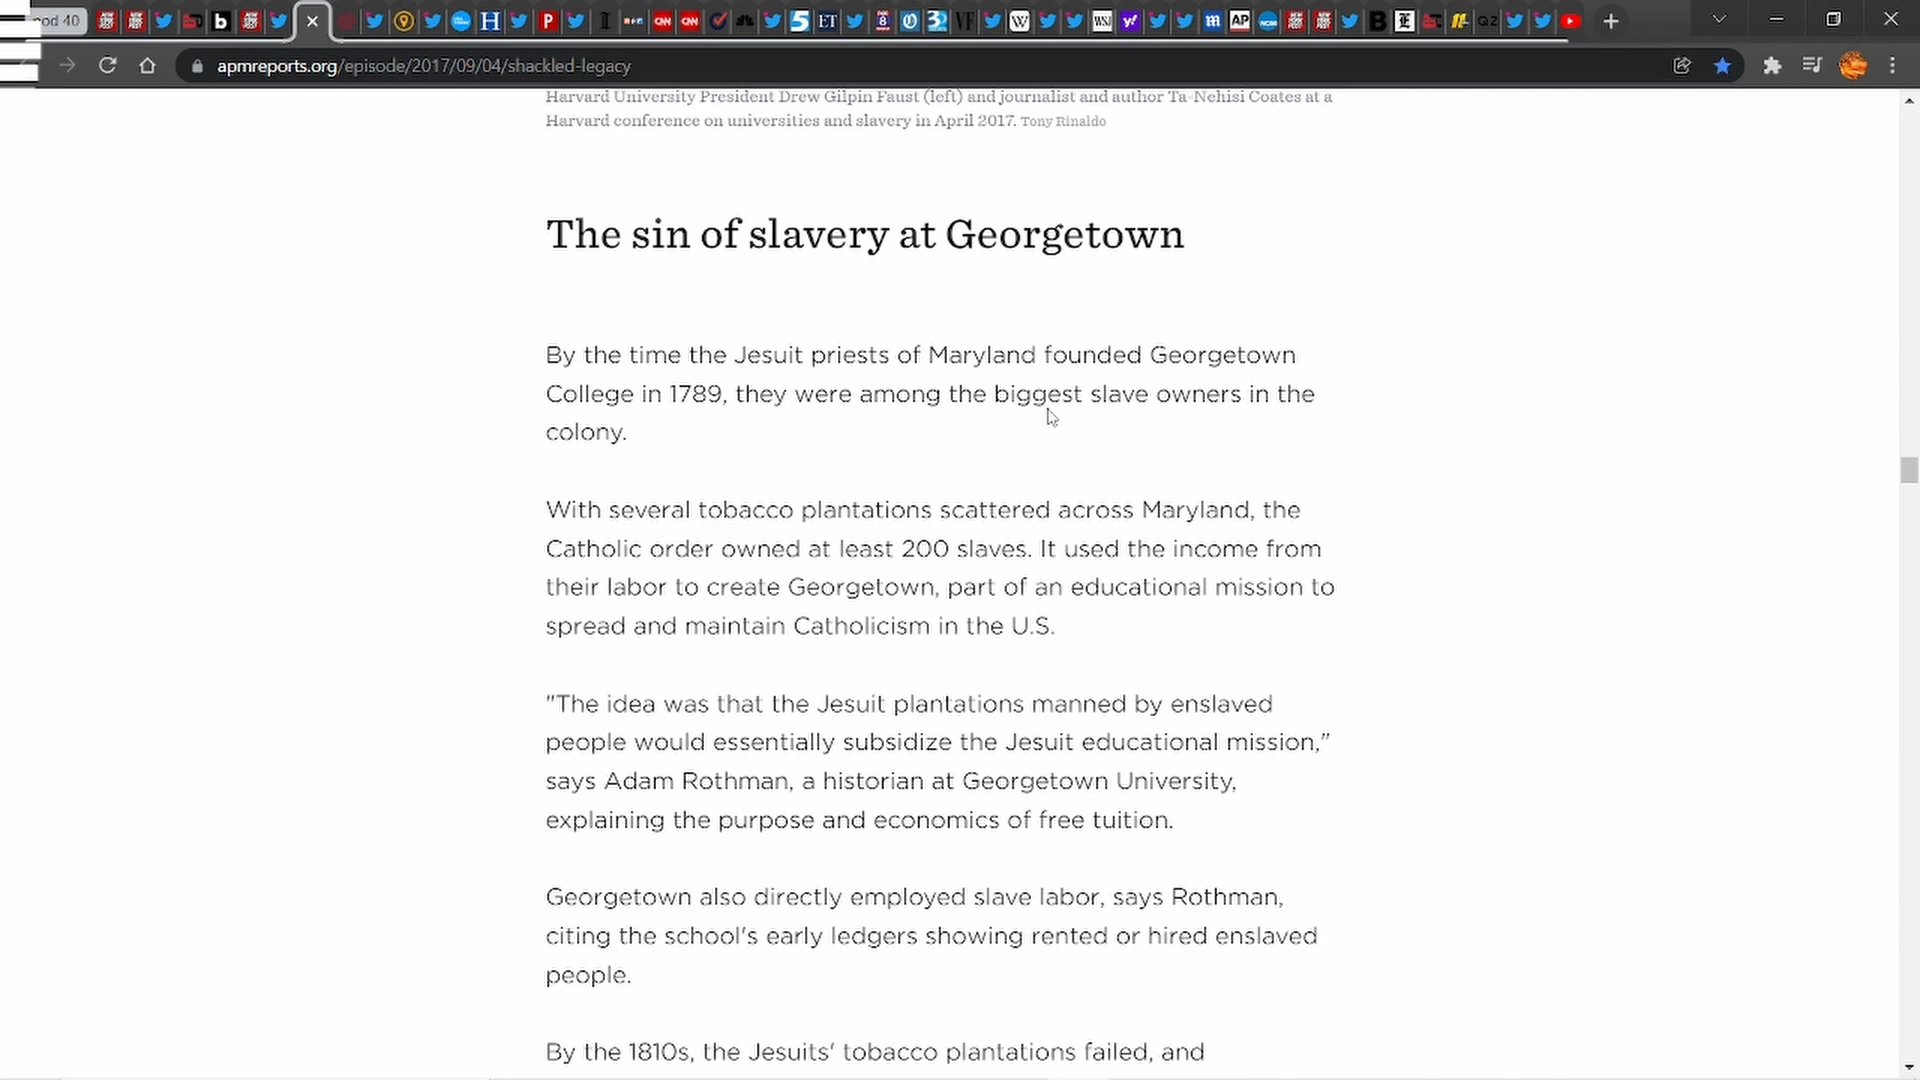 ood 40
apmreports.org/episode/2017/09/04/shackled-legacy
Harvard University President Drew Gilpin Faust (left) and journalist and author Ta-Nehisi Coates at a
Harvard conference on universities and slavery in April 2017. Tony Rinaldo
The sin of slavery at Georgetown
By the time the Jesuit priests of Maryland founded Georgetown
College in 1789, they were among the biggest slave owners in the
colony.
With several tobacco plantations scattered across Maryland, the
Catholic order owned at least 200 slaves. It used the income from
their labor to create Georgetown, part of an educational mission to
spread and maintain Catholicism in the U.S.
"The idea was that the Jesuit plantations manned by enslaved
people would essentially subsidize the Jesuit educational mission,"
says Adam Rothman, a historian at Georgetown University,
explaining the purpose and economics of free tuition.
Georgetown also directly employed slave labor, says Rothman,
citing the school's early ledgers showing rented or hired enslaved
people.
By the 1810s, the Jesuits' tobacco plantations failed, and